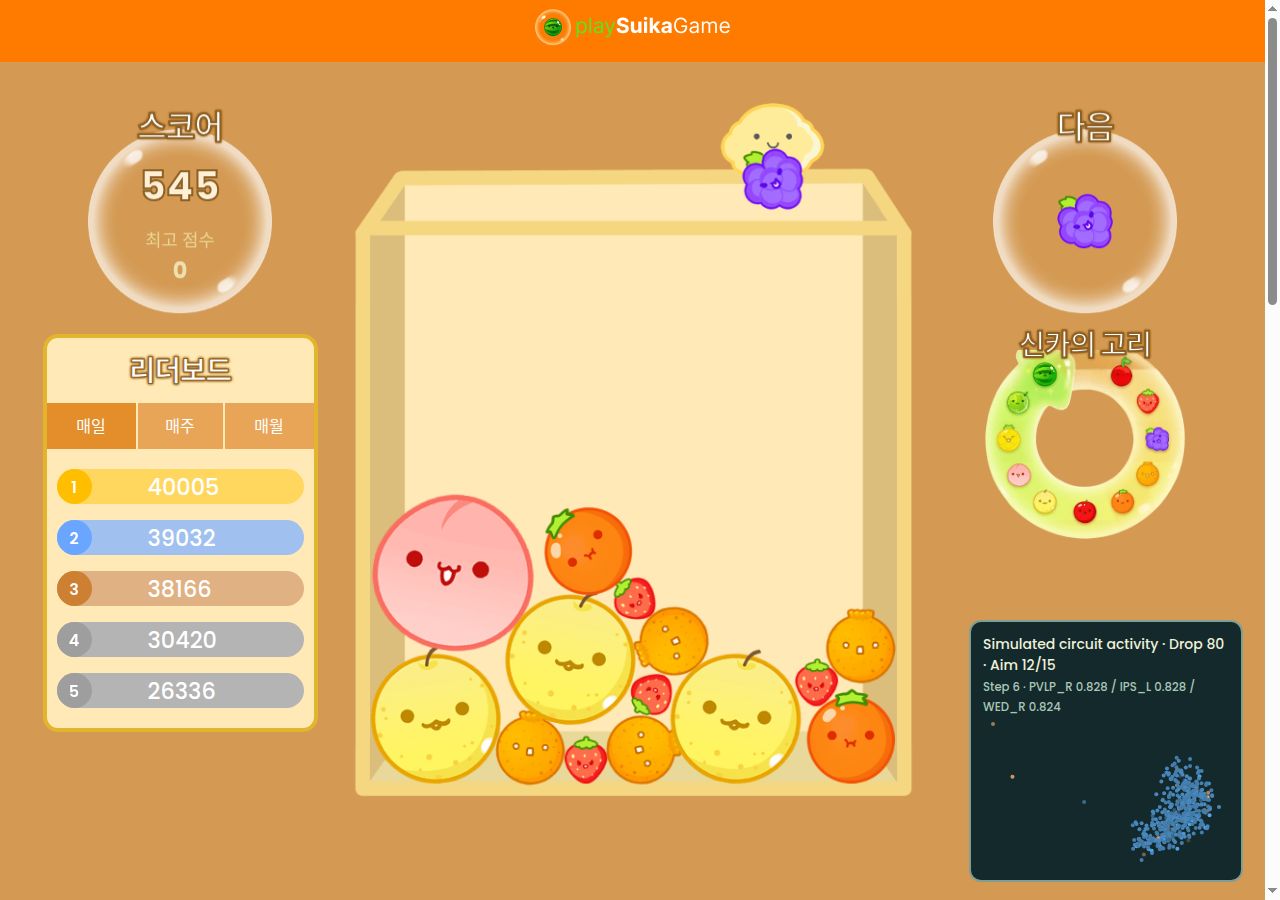 playSuikaGame
스코어
545
최고 점수
0
리더보드
매일
매주
매월
1
40005
2
39032
3
38166
4
30420
5
26336
다음
신카의 고리
Simulated circuit activity · Drop 80
· Aim 12/15
Step 6 · PVLP_R 0.828 / IPS_L 0.828 /
WED_R 0.824